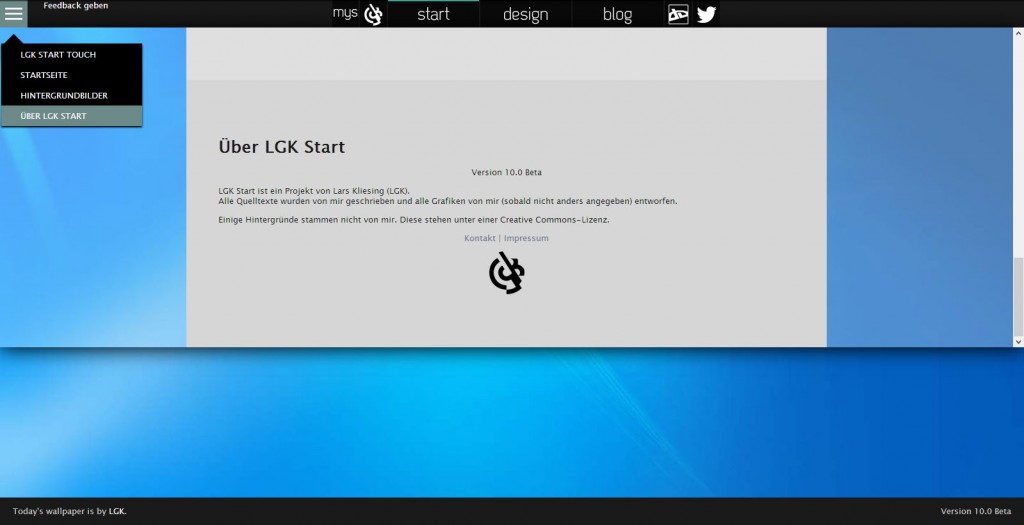 Feedback geben
mys
start
design
blog
LGK START TOUCH
STARTSEITE
HINTERGRUNDBILDER
ÜBER LGK START
Über LGK Start
Version 10.0 Beta
LGK Start ist ein Projekt von Lars Kliesing (LGK).
Alle Quelltexte wurden von mir geschrieben und alle Grafiken von mir (sobald nicht anders angegeben) entworfen.
Einige Hintergründe stammen nicht von mir. Diese stehen unter einer Creative Commons-Lizenz.
Kontakt | Impressum
Today's wallpaper is by LGK.
Version 10.0 Beta